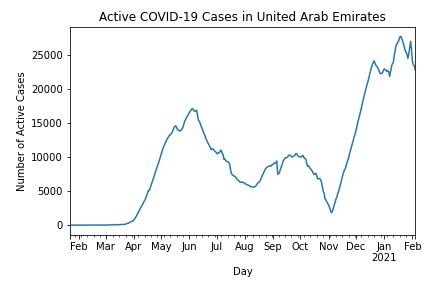 Active COVID-19 Cases in United Arab Emirates
Number of Active Cases
25000
20000
15000
10000
5000
0
Feb Mar Apr May Jun Jul Aug Sep Oct Nov Dec Jan Feb
2021
Day